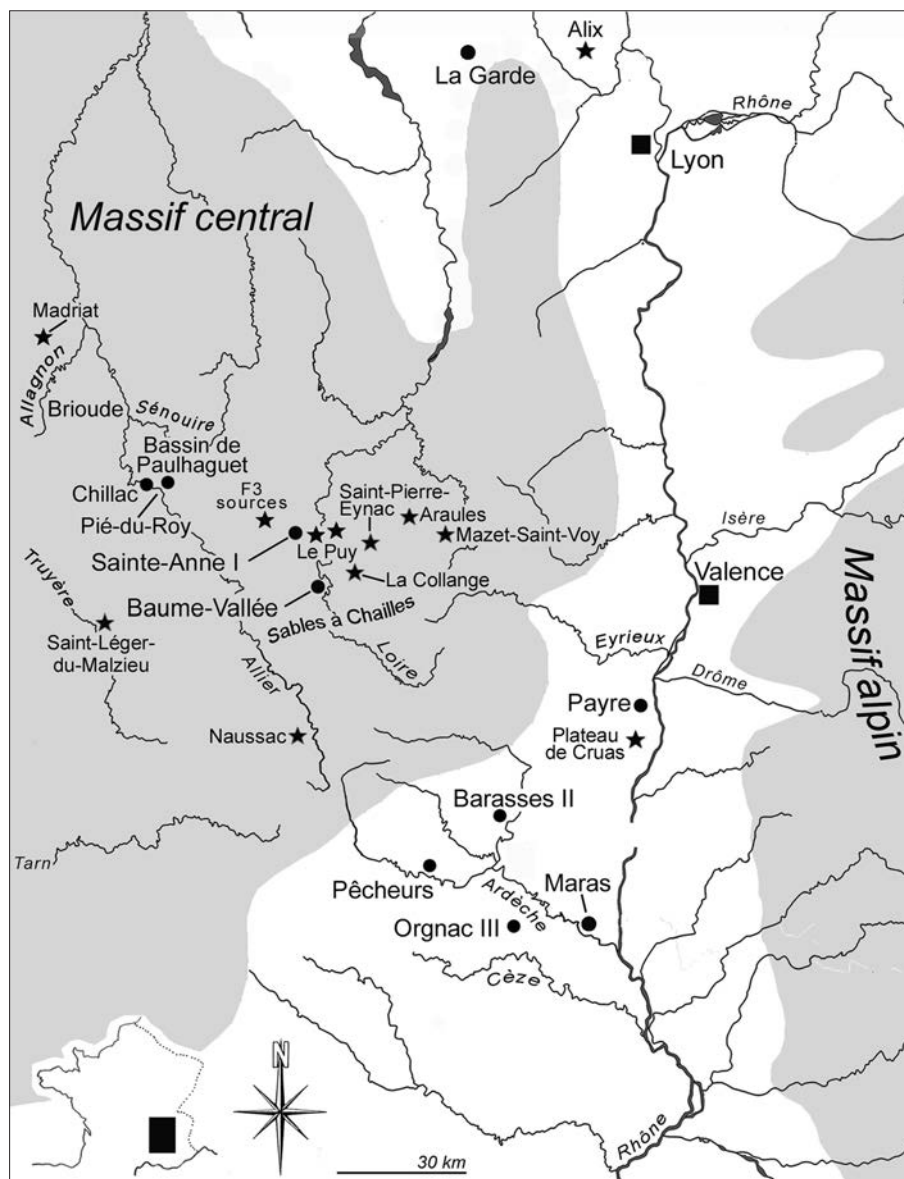 Alix
La Garde
Rhône
Lyon
Massif central
Madriat
Allagnon
Brioude
Sénouire
Bassin de
Paulhaguet
Chillac
Pié-du-Roy
F3
sources
Saint-Pierre-
Eynac
Araules
Mazet-Saint-Voy
Isère
Sainte-Anne I
Le Puy
La Collange
Valence
Truyère
Baume-Vallée
Sables à Chailles
Saint-Léger-
du-Malzieu
Loire
Eyrieux
Allier
Drôme
Massif alpin
Payre
Naussac
Plateau
de Cruas
Barasses II
Tarn
Pêcheurs
Ardèche
Maras
Orgnac III
Cèze
N
Rhône
30 km